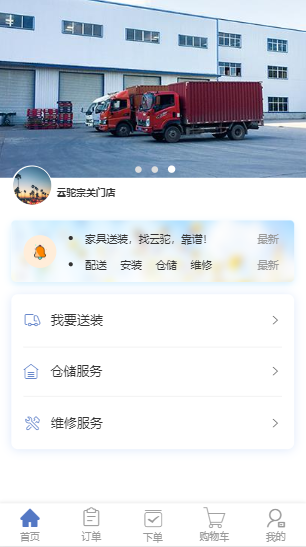 云驼宗关门店
家具送装，找云驼，靠谱！ 最新
配送 安装 仓储 维修 最新
我要送装
仓储服务
维修服务
首页 订单 下单 购物车 我的